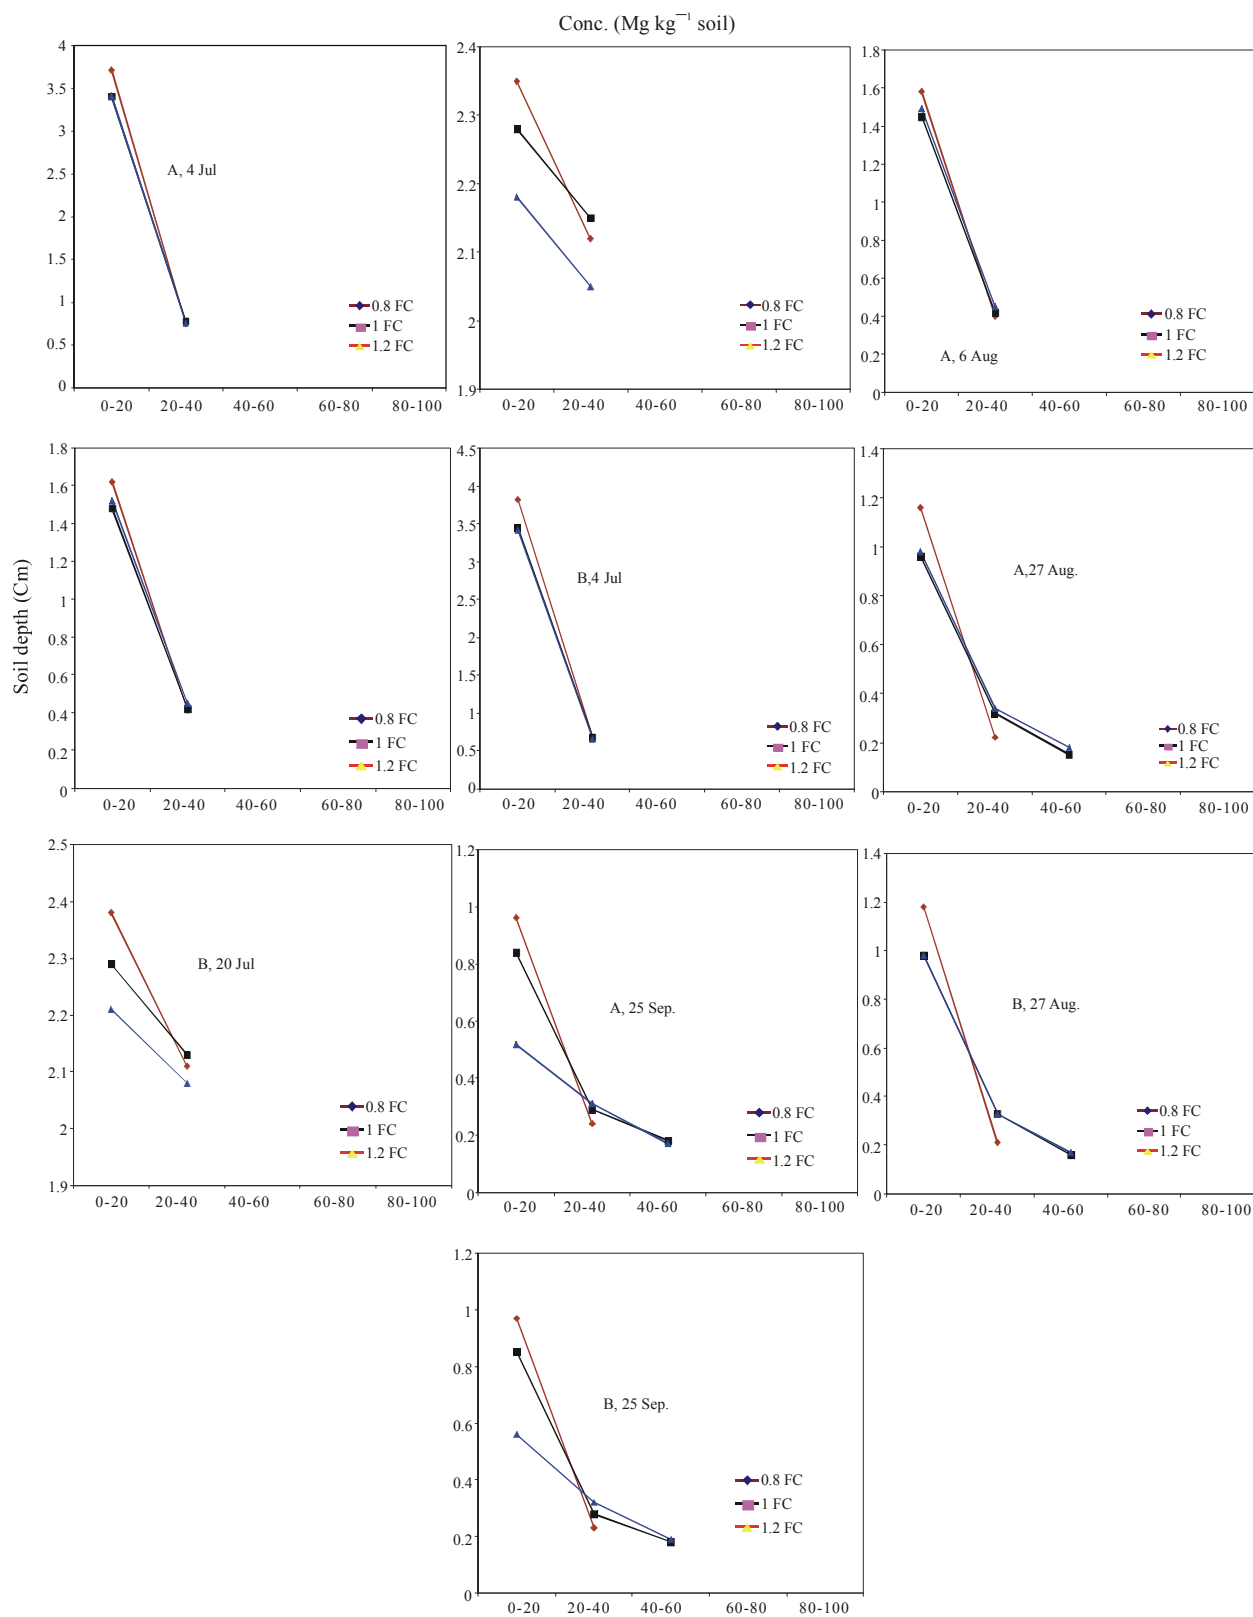 Conc. (Mg kg⁻¹ soil)
Soil depth (Cm)
4
3.5
3
2.5
2
1.5
1
0.5
0
A, 4 Jul
0.8 FC
1 FC
1.2 FC
0-20 20-40 40-60 60-80 80-100
2.4
2.3
2.2
2.1
2
1.9
0.8 FC
1 FC
1.2 FC
0-20 20-40 40-60 60-80 80-100
1.8
1.6
1.4
1.2
1
0.8
0.6
0.4
0.2
0
A, 6 Aug
0.8 FC
1 FC
1.2 FC
0-20 20-40 40-60 60-80 80-100
1.8
1.6
1.4
1.2
1
0.8
0.6
0.4
0.2
0
0.8 FC
1 FC
1.2 FC
0-20 20-40 40-60 60-80 80-100
4.5
4
3.5
3
2.5
2
1.5
1
0.5
0
B,4 Jul
0.8 FC
1 FC
1.2 FC
0-20 20-40 40-60 60-80 80-100
1.4
1.2
1
0.8
0.6
0.4
0.2
0
A,27 Aug.
0.8 FC
1 FC
1.2 FC
0-20 20-40 40-60 60-80 80-100
2.5
2.4
2.3
2.2
2.1
2
1.9
B, 20 Jul
0.8 FC
1 FC
1.2 FC
0-20 20-40 40-60 60-80 80-100
1.2
1
0.8
0.6
0.4
0.2
0
A, 25 Sep.
0.8 FC
1 FC
1.2 FC
0-20 20-40 40-60 60-80 80-100
1.4
1.2
1
0.8
0.6
0.4
0.2
0
B, 27 Aug.
0.8 FC
1 FC
1.2 FC
0-20 20-40 40-60 60-80 80-100
1.2
1
0.8
0.6
0.4
0.2
0
B, 25 Sep.
0.8 FC
1 FC
1.2 FC
0-20 20-40 40-60 60-80 80-100